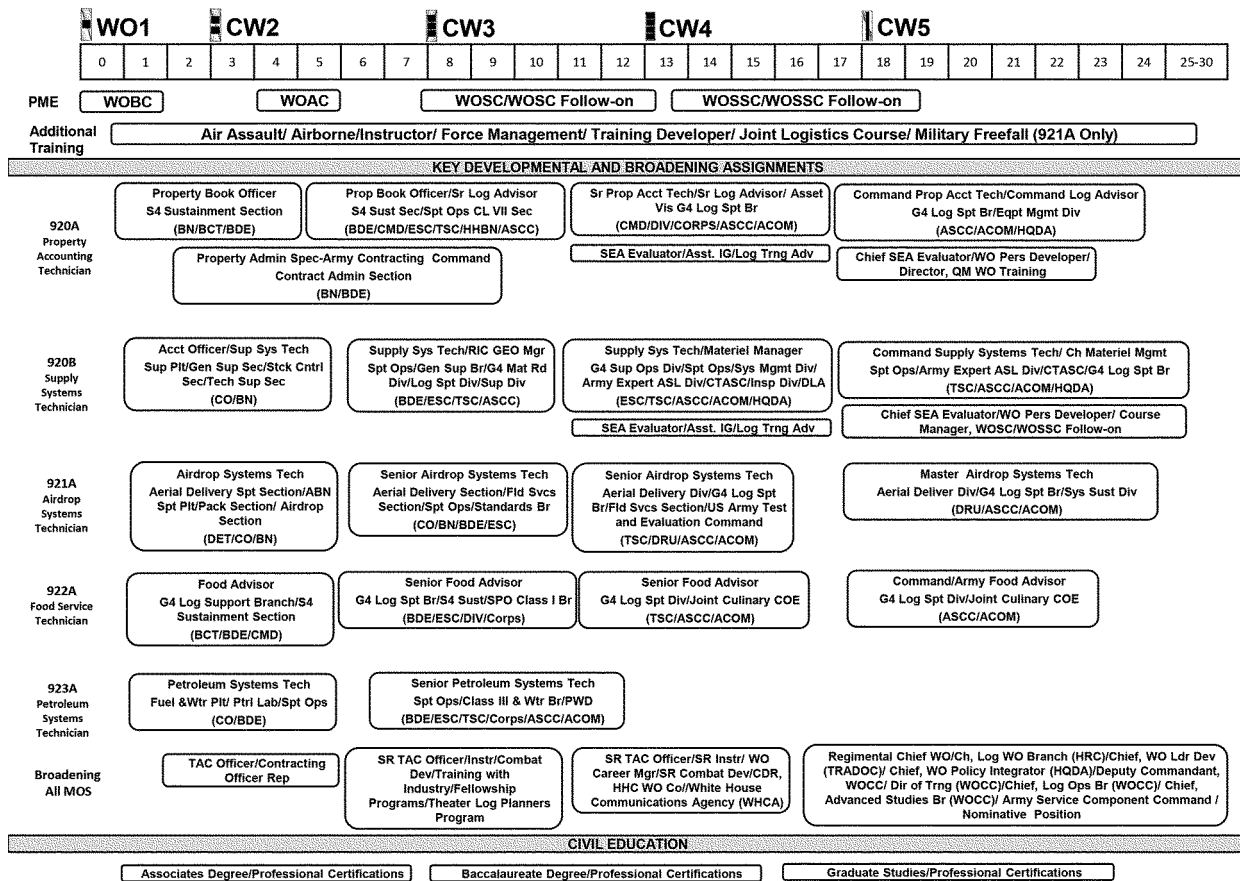 WO1 CW2 CW3 CW4 CW5
0 1 2 3 4 5 6 7 8 9 10 11 12 13 14 15 16 17 18 19 20 21 22 23 24 25-30
PME WOBC WOAC WOSC/WOSC Follow-on WOSSC/WOSSC Follow-on
Additional
Training
Air Assault/ Airborne/Instructor/ Force Management/ Training Developer/ Joint Logistics Course/ Military Freefall (921A Only)
KEY DEVELOPMENTAL AND BROADENING ASSIGNMENTS
920A
Property
Accounting
Technician
Property Book Officer
S4 Sustainment Section
(BN/BCT/BDE)
Prop Book Officer/Sr Log Advisor
S4 Sust Sec/Spt Ops CL VII Sec
(BDE/CMD/ESC/TSC/HHBN/ASCC)
Sr Prop Acct Tech/Sr Log Advisor/ Asset
Vis G4 Log Spt Br
(CMD/DIV/CORPS/ASCC/ACOM)
Command Prop Acct Tech/Command Log Advisor
G4 Log Spt Br/Eqpt Mgmt Div
(ASCC/ACOM/HQDA)
Property Admin Spec-Army Contracting Command
Contract Admin Section
(BN/BDE)
SEA Evaluator/Asst. IG/Log Trng Adv
Chief SEA Evaluator/WO Pers Developer/
Director, QM WO Training
920B
Supply
Systems
Technician
Acct Officer/Sup Sys Tech
Sup Plt/Gen Sup Sec/Stck Cntrl
Sec/Tech Sup Sec
(CO/BN)
Supply Sys Tech/RIC GEO Mgr
Spt Ops/Gen Sup Br/G4 Mat Rd
Div/Log Spt Div/Sup Div
(BDE/ESC/TSC/ASCC)
Supply Sys Tech/Materiel Manager
G4 Sup Ops Div/Spt Ops/Sys Mgmt Div/
Army Expert ASL Div/CTASC/Insp Div/DLA
(ESC/TSC/ASCC/ACOM/HQDA)
Command Supply Systems Tech/ Ch Materiel Mgmt
Spt Ops/Army Expert ASL Div/CTASC/G4 Log Spt Br
(TSC/ASCC/ACOM/HQDA)
SEA Evaluator/Asst. IG/Log Trng Adv
Chief SEA Evaluator/WO Pers Developer/ Course
Manager, WOSC/WOSSC Follow-on
921A
Airdrop
Systems
Technician
Airdrop Systems Tech
Aerial Delivery Spt Section/ABN
Spt Plt/Pack Section/ Airdrop
Section
(DET/CO/BN)
Senior Airdrop Systems Tech
Aerial Delivery Section/Fld Svcs
Section/Spt Ops/Standards Br
(CO/BN/BDE/ESC)
Senior Airdrop Systems Tech
Aerial Delivery Div/G4 Log Spt
Br/Fld Svcs Section/US Army Test
and Evaluation Command
(TSC/DRU/ASCC/ACOM)
Master Airdrop Systems Tech
Aerial Deliver Div/G4 Log Spt Br/Sys Sust Div
(DRU/ASCC/ACOM)
922A
Food Service
Technician
Food Advisor
G4 Log Support Branch/S4
Sustainment Section
(BCT/BDE/CMD)
Senior Food Advisor
G4 Log Spt Br/S4 Sust/SPO Class I Br
(BDE/ESC/DIV/Corps)
Senior Food Advisor
G4 Log Spt Div/Joint Culinary COE
(TSC/ASCC/ACOM)
Command/Army Food Advisor
G4 Log Spt Div/Joint Culinary COE
(ASCC/ACOM)
923A
Petroleum
Systems
Technician
Petroleum Systems Tech
Fuel &Wtr Plt/ Ptrl Lab/Spt Ops
(CO/BDE)
Senior Petroleum Systems Tech
Spt Ops/Class III & Wtr Br/PWD
(BDE/ESC/TSC/Corps/ASCC/ACOM)
Broadening
All MOS
TAC Officer/Contracting
Officer Rep
SR TAC Officer/Instr/Combat
Dev/Training with
Industry/Fellowship
Programs/Theater Log Planners
Program
SR TAC Officer/SR Instr/ WO
Career Mgr/SR Combat Dev/CDR,
HHC WO Co//White House
Communications Agency (WHCA)
Regimental Chief WO/Ch, Log WO Branch (HRC)/Chief, WO Ldr Dev
(TRADOC)/ Chief, WO Policy Integrator (HQDA)/Deputy Commandant,
WOCC/ Dir of Trng (WOCC)/Chief, Log Ops Br (WOCC)/ Chief,
Advanced Studies Br (WOCC)/ Army Service Component Command /
Nominative Position
CIVIL EDUCATION
Associates Degree/Professional Certifications
Baccalaureate Degree/Professional Certifications
Graduate Studies/Professional Certifications